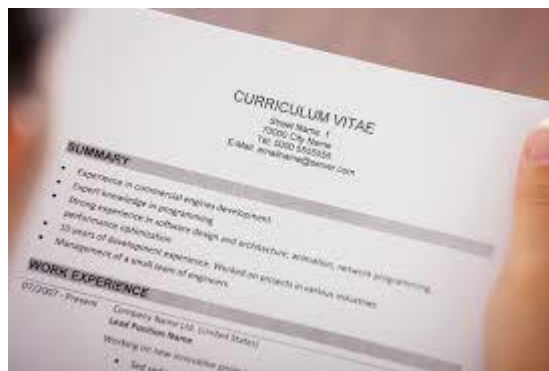 CURRICULUM VITAE
Street Name, 1
70000 City Name
Tel: 0000 5555555
E-Mail: emailname@server.com
SUMMARY
• Experience in commercial engines development
• Expert knowledge in programming
• Strong experience in software design and architecture, animation, network programming,
performance optimization
• 10 years of development experience. Worked on projects in various industries
• Management of a small team of engineers
WORK EXPERIENCE
07/2007 - Present Company Name Ltd. (United States)
Lead Position Name
Working on new innovative
• Sed